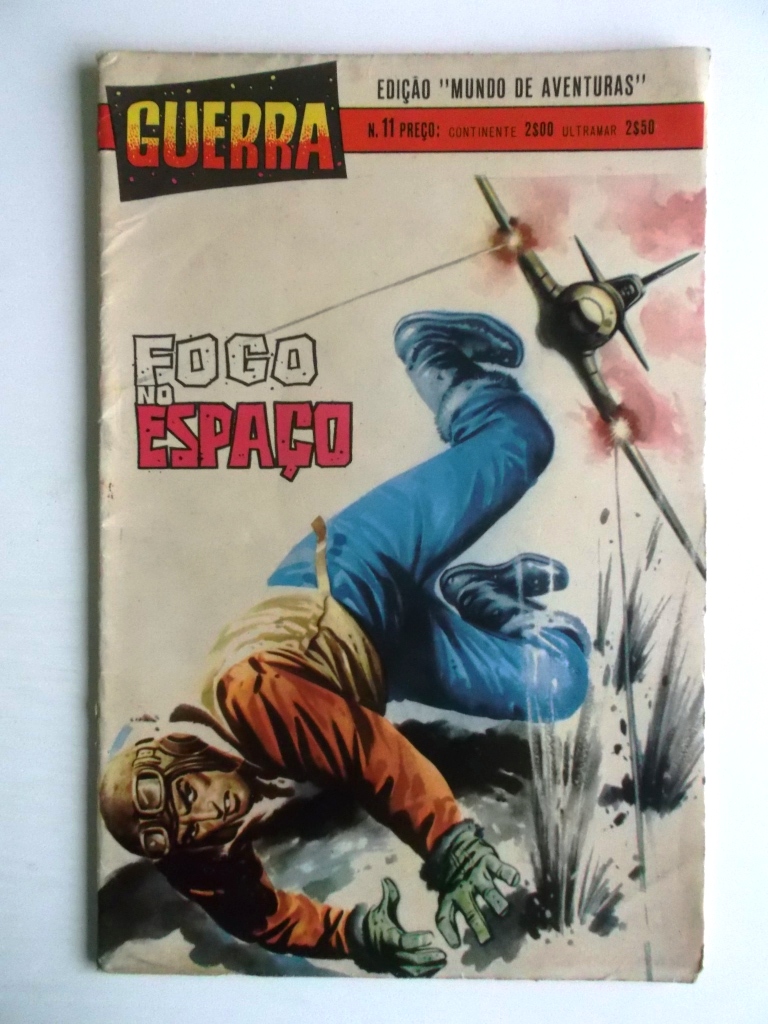 EDIÇÃO "MUNDO DE AVENTURAS"
GUERRA
N. 11 PREÇO: CONTINENTE 2$00 ULTRAMAR 2$50
FOGO
NO
ESPAÇO